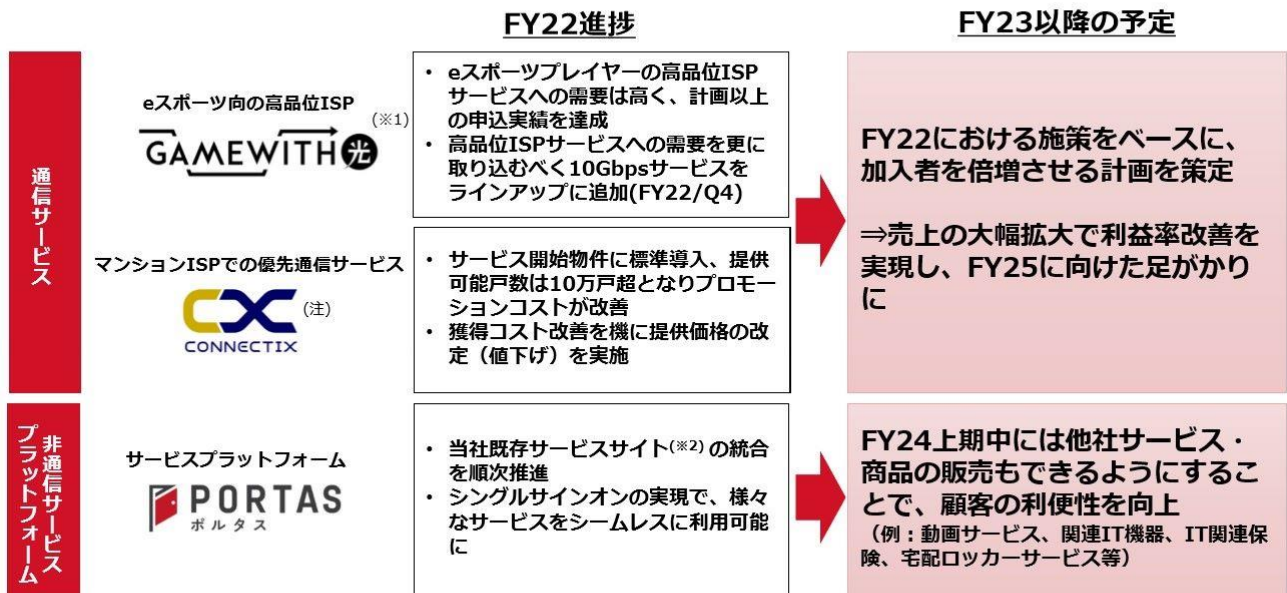 FY22進捗
FY23以降の予定
通信サービス
eスポーツ向の高品位ISP
(※1)
GAMEWITH光
・ eスポーツプレイヤーの高品位ISP
サービスへの需要は高く、計画以上
の申込実績を達成
・ 高品位ISPサービスへの需要を更に
取り込むべく10Gbpsサービスを
ラインアップに追加(FY22/Q4)
マンションISPでの優先通信サービス
CX
(注)
CONNECTIX
・ サービス開始物件に標準導入、提供
可能戸数は10万戸超となりプロモー
ションコストが改善
・ 獲得コスト改善を機に提供価格の改
定（値下げ）を実施
FY22における施策をベースに、
加入者を倍増させる計画を策定
⇒売上の大幅拡大で利益率改善を
実現し、FY25に向けた足がかり
に
非通信サービス
プラットフォーム
サービスプラットフォーム
PORTAS
ポルタス
・ 当社既存サービスサイト(※2)の統合
を順次推進
・ シングルサインオンの実現で、様々
なサービスをシームレスに利用可能
に
FY24上期中には他社サービス・
商品の販売もできるようにするこ
とで、顧客の利便性を向上
（例：動画サービス、関連IT機器、IT関連保
険、宅配ロッカーサービス等）